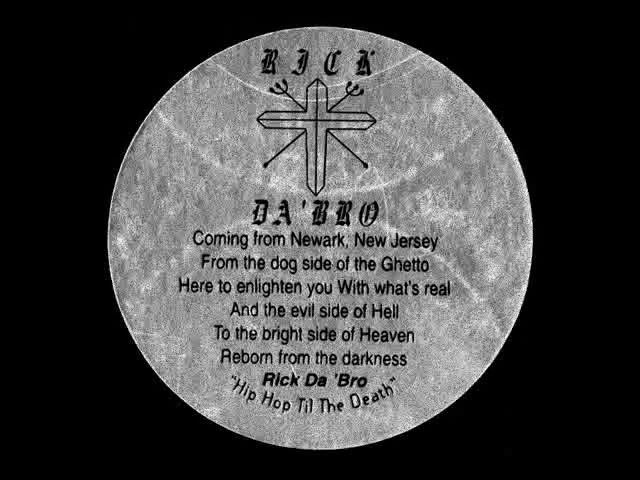 RICK
DA'BRO
Coming from Newark, New Jersey
From the dog side of the Ghetto
Here to enlighten you With what's real
And the evil side of Hell
To the bright side of Heaven
Reborn from the darkness
Rick Da 'Bro
"Hip Hop Til The Death"